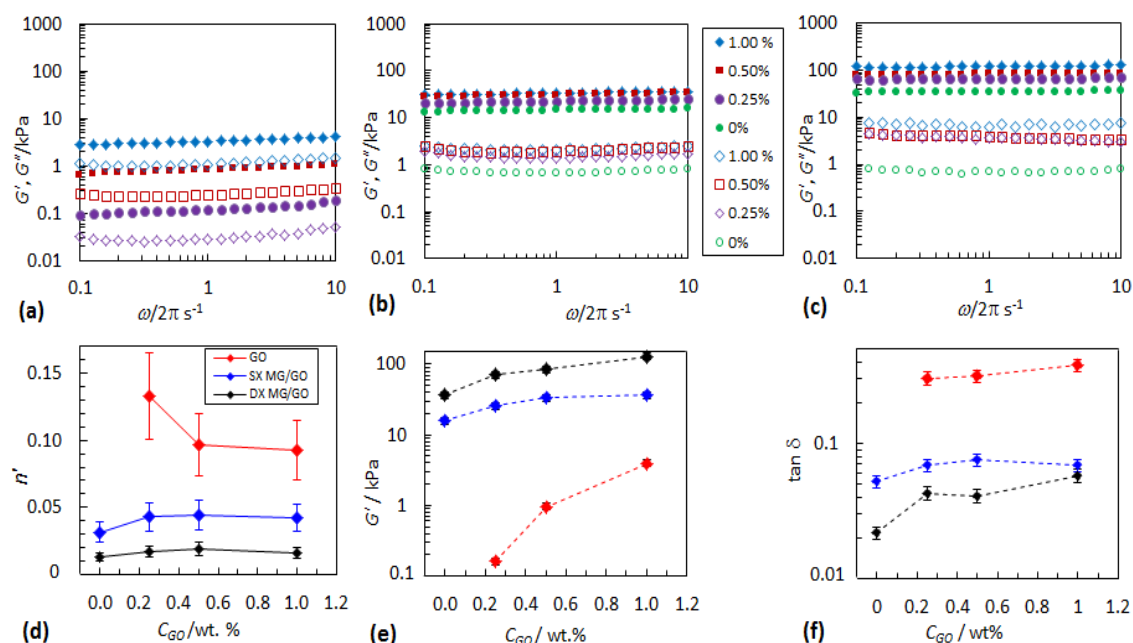 1000
100
10
1
0.1
0.01
G′, G″/kPa
0.1 1 10
ω/2π s⁻¹
(a)
1000
100
10
1
0.1
0.01
G′, G″/kPa
0.1 1 10
ω/2π s⁻¹
(b)
1.00 %
0.50%
0.25%
0%
1.00 %
0.50%
0.25%
0%
1000
100
10
1
0.1
0.01
G′, G″/kPa
0.1 1 10
ω/2π s⁻¹
(c)
0.15
0.10
0.05
0
n'
GO
SX MG/GO
DX MG/GO
0.0 0.2 0.4 0.6 0.8 1.0 1.2
C_GO / wt. %
(d)
100
10
1
0.1
G' / kPa
0.0 0.2 0.4 0.6 0.8 1.0 1.2
C_GO / wt.%
(e)
0.1
0.01
tan δ
0 0.2 0.4 0.6 0.8 1 1.2
C_GO / wt%
(f)